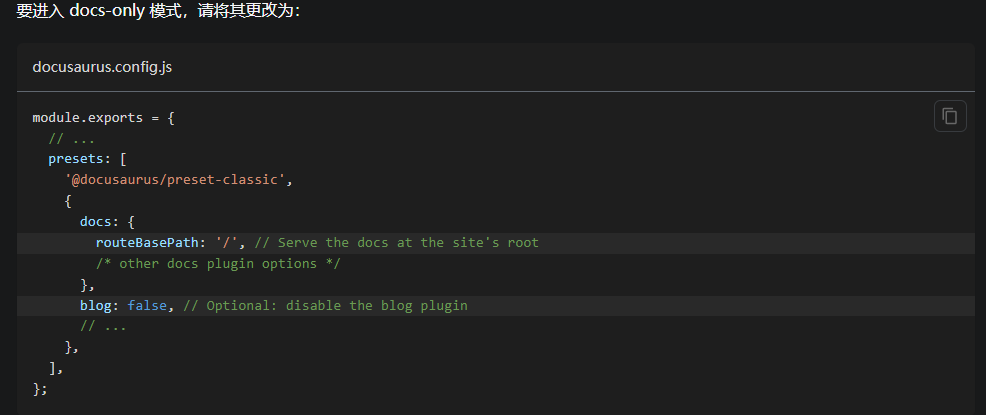 要进入 docs-only 模式，请将其更改为：
docusaurus.config.js
module.exports = {
  // ...
  presets: [
    '@docusaurus/preset-classic',
    {
      docs: {
        routeBasePath: '/', // Serve the docs at the site's root
        /* other docs plugin options */
      },
      blog: false, // Optional: disable the blog plugin
      // ...
    },
  ],
};